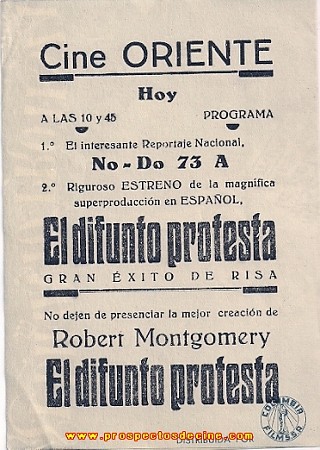 Cine ORIENTE
Hoy
A LAS 10 y 45 PROGRAMA
1.º El interesante Reportaje Nacional,
No-Do 73 A
2.º Riguroso ESTRENO de la magnífica
superproducción en ESPAÑOL,
El difunto protesta
GRAN ÉXITO DE RISA
No dejen de presenciar la mejor creación de
Robert Montgomery
El difunto protesta
COLUMBIA
FILMS S.A.
DISTRIBUIDA
www.prospectosdecine.com